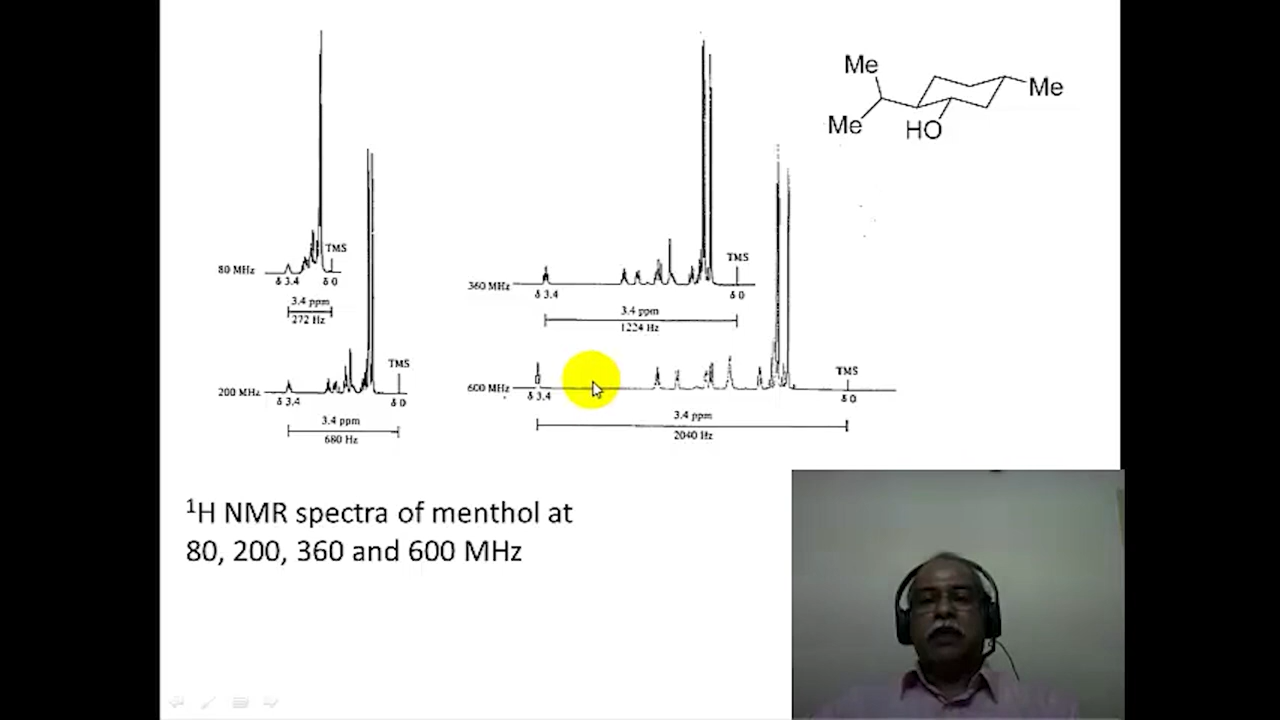 Me
Me
Me
HO
TMS
80 MHz
δ 3.4
δ 0
3.4 ppm
272 Hz
TMS
200 MHz
δ 3.4
δ 0
3.4 ppm
680 Hz
TMS
360 MHz
δ 3.4
δ 0
3.4 ppm
1224 Hz
TMS
600 MHz
δ 3.4
δ 0
3.4 ppm
2040 Hz
¹H NMR spectra of menthol at
80, 200, 360 and 600 MHz